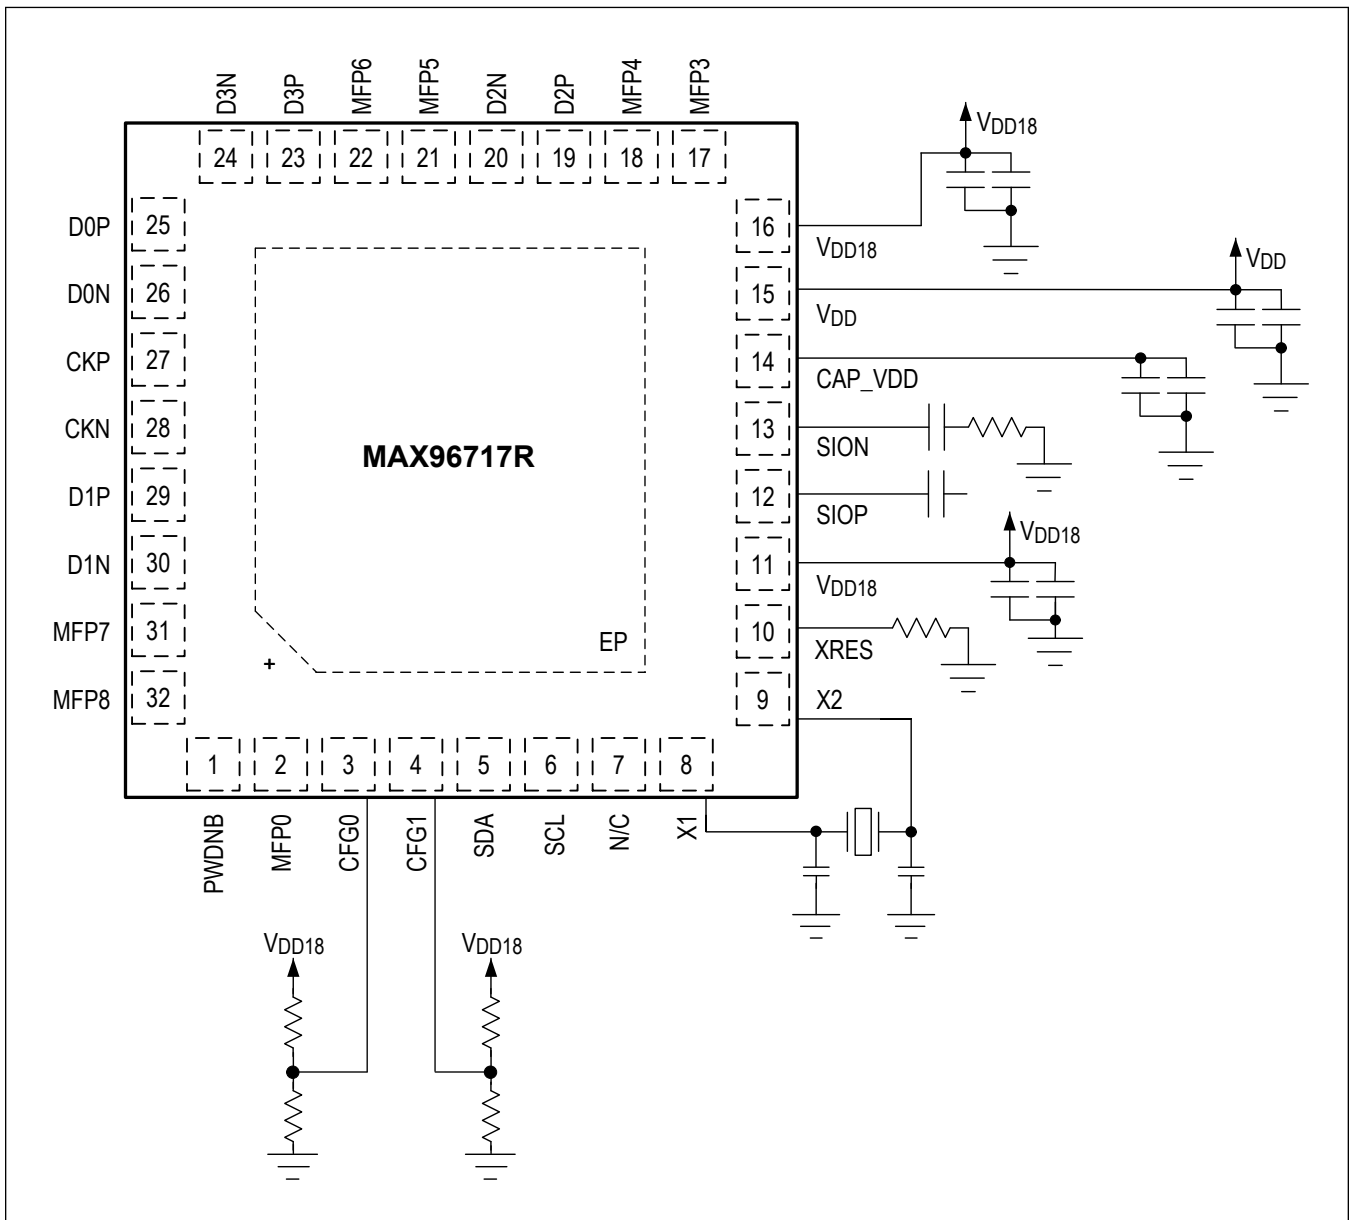 D3N
D3P
MFP6
MFP5
D2N
D2P
MFP4
MFP3
24
23
22
21
20
19
18
17
VDD18
D0P
25
16
VDD18
VDD
D0N
26
15
VDD
CKP
27
14
CAP_VDD
CKN
28
13
SION
MAX96717R
D1P
29
12
SIOP
VDD18
D1N
30
11
VDD18
MFP7
31
10
XRES
EP
+
MFP8
32
9
X2
1
2
3
4
5
6
7
8
PWDNB
MFP0
CFG0
CFG1
SDA
SCL
N/C
X1
VDD18
VDD18